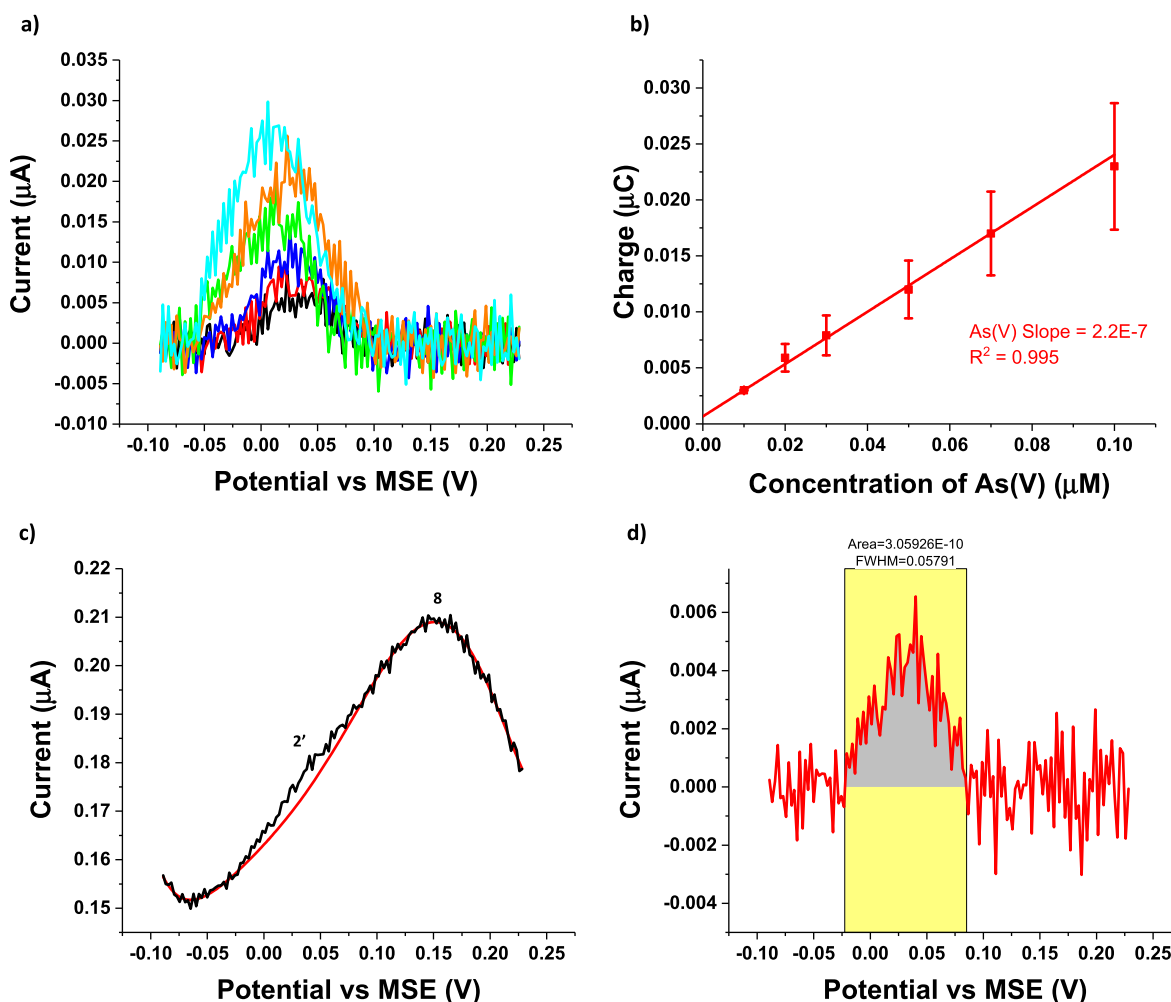 a)
0.035
0.030
0.025
0.020
0.015
0.010
0.005
0.000
-0.005
-0.010
-0.10 -0.05 0.00 0.05 0.10 0.15 0.20 0.25
Current (μA)
Potential vs MSE (V)
b)
0.030
0.025
0.020
0.015
0.010
0.005
0.000
0.00 0.02 0.04 0.06 0.08 0.10
Charge (μC)
As(V) Slope = 2.2E-7
R² = 0.995
Concentration of As(V) (μM)
c)
0.22
0.21
0.20
0.19
0.18
0.17
0.16
0.15
-0.10 -0.05 0.00 0.05 0.10 0.15 0.20 0.25
Current (μA)
8
2’
Potential vs MSE (V)
d)
Area=3.05926E-10
FWHM=0.05791
0.006
0.004
0.002
0.000
-0.002
-0.004
-0.10 -0.05 0.00 0.05 0.10 0.15 0.20 0.25
Current (μA)
Potential vs MSE (V)